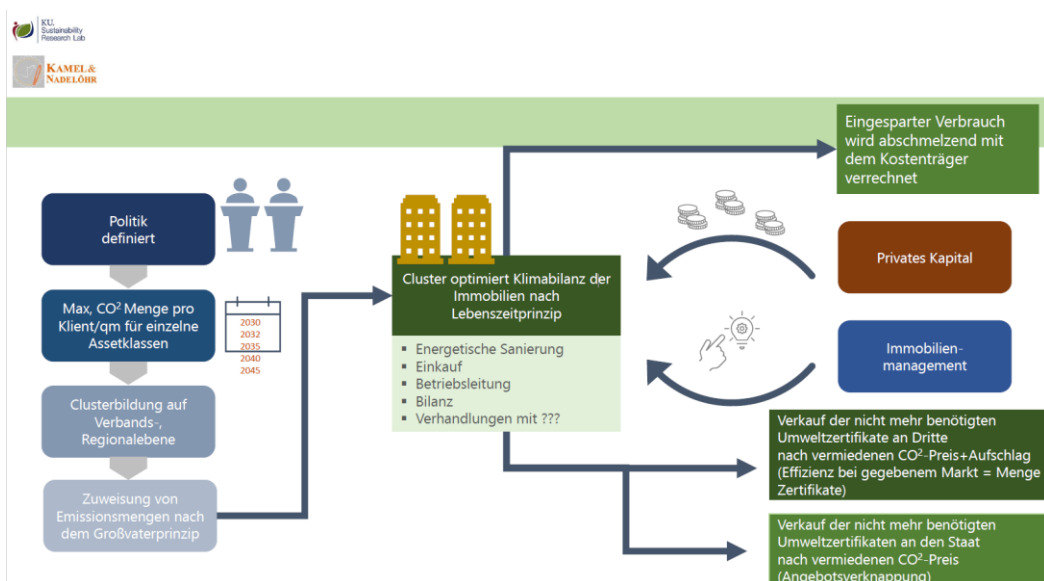 KU.
Sustainability
Research Lab
KAMEL &
NADELÖHR
Politik
definiert
Max, CO² Menge pro
Klient/qm für einzelne
Assetklassen
2030
2032
2035
2040
2045
Clusterbildung auf
Verbands-,
Regionalebene
Zuweisung von
Emissionsmengen nach
dem Großvaterprinzip
Cluster optimiert Klimabilanz der
Immobilien nach
Lebenszeitprinzip
▪ Energetische Sanierung
▪ Einkauf
▪ Betriebsleitung
▪ Bilanz
▪ Verhandlungen mit ???
Eingesparter Verbrauch
wird abschmelzend mit
dem Kostenträger
verrechnet
Privates Kapital
Immobilien-
management
Verkauf der nicht mehr benötigten
Umweltzertifikate an Dritte
nach vermiedenen CO²-Preis+Aufschlag
(Effizienz bei gegebenem Markt = Menge
Zertifikate)
Verkauf der nicht mehr benötigten
Umweltzertifikaten an den Staat
nach vermiedenen CO²-Preis
(Angebotsverknappung)